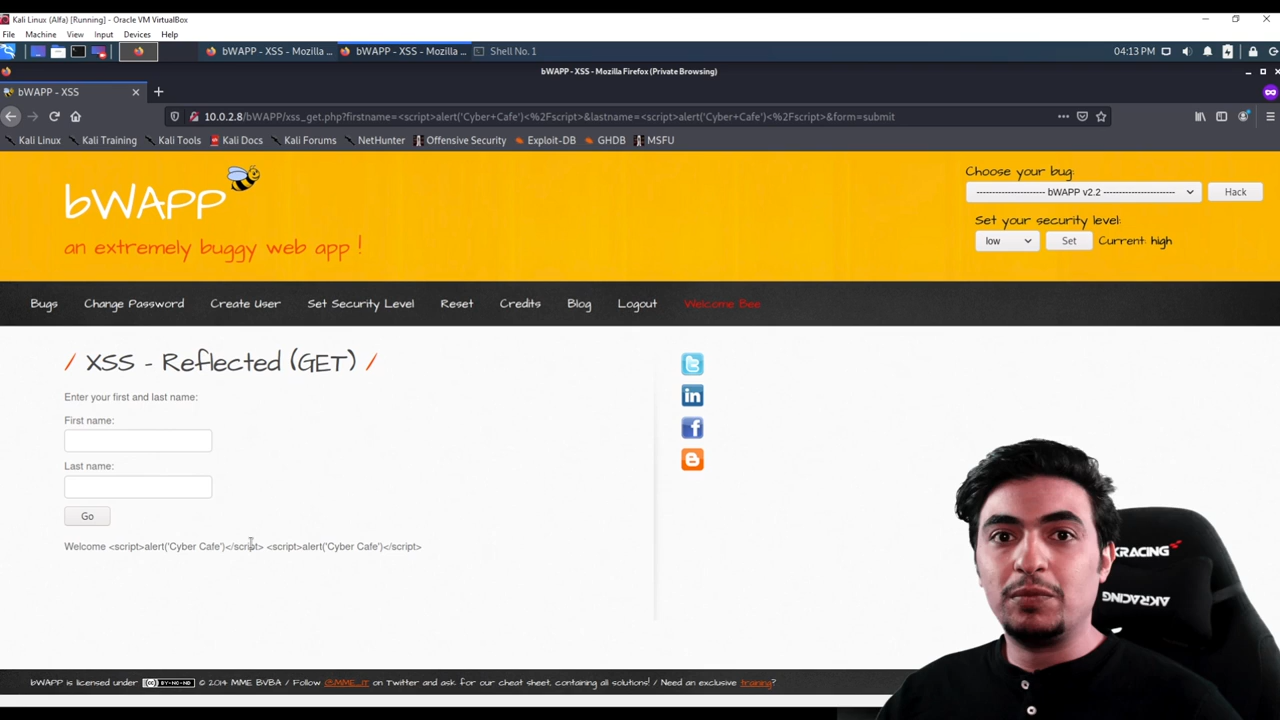 Kali Linux (Alfa) [Running] - Oracle VM VirtualBox
File Machine View Input Devices Help
bWAPP - XSS - Mozilla ... bWAPP - XSS - Mozilla ... Shell No. 1 04:13 PM
bWAPP - XSS - Mozilla Firefox (Private Browsing)
bWAPP - XSS
10.0.2.8/bWAPP/xss_get.php?firstname=<script>alert('Cyber+Cafe')<%2Fscript>&lastname=<script>alert('Cyber+Cafe')<%2Fscript>&form=submit
Kali Linux Kali Training Kali Tools Kali Docs Kali Forums NetHunter Offensive Security Exploit-DB GHDB MSFU
bWAPP
an extremely buggy web app !
Choose your bug:
---------------------- bWAPP v2.2 ----------------------- Hack
Set your security level:
low Set Current: high
Bugs Change Password Create User Set Security Level Reset Credits Blog Logout Welcome Bee
/ XSS - Reflected (GET) /
Enter your first and last name:
First name:
Last name:
Go
Welcome <script>alert('Cyber Cafe')</script> <script>alert('Cyber Cafe')</script>
AKRACING
AKRACING
bWAPP is licensed under (cc) BY-NC-ND © 2014 MME BVBA / Follow @MME_IT on Twitter and ask for our cheat sheet, containing all solutions! / Need an exclusive training?